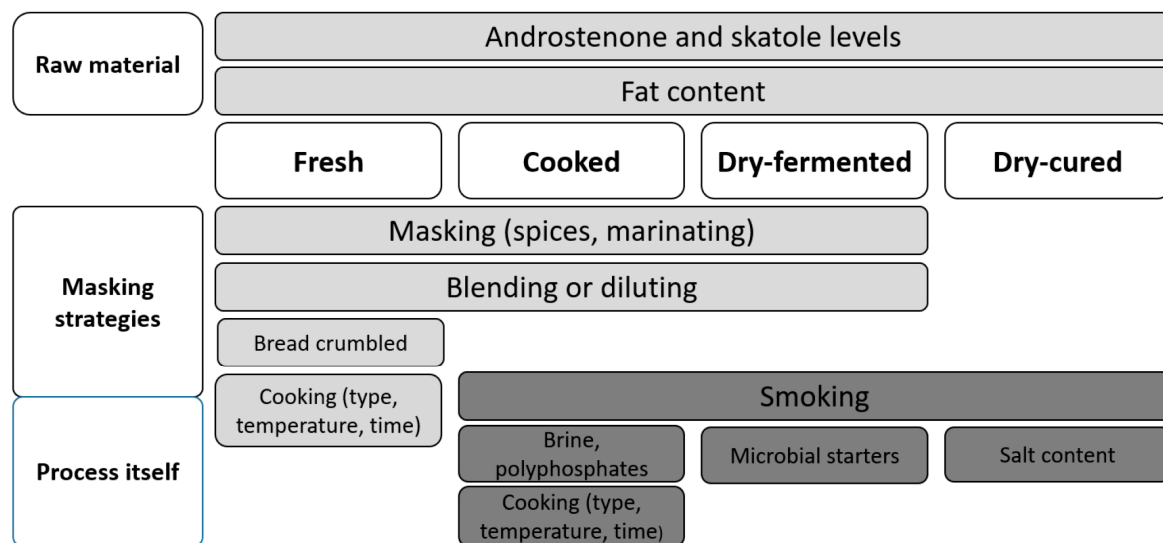 Raw material
Androstenone and skatole levels
Fat content
Fresh
Cooked
Dry-fermented
Dry-cured
Masking
strategies
Masking (spices, marinating)
Blending or diluting
Bread crumbled
Cooking (type,
temperature, time)
Smoking
Process itself
Brine,
polyphosphates
Microbial starters
Salt content
Cooking (type,
temperature, time)